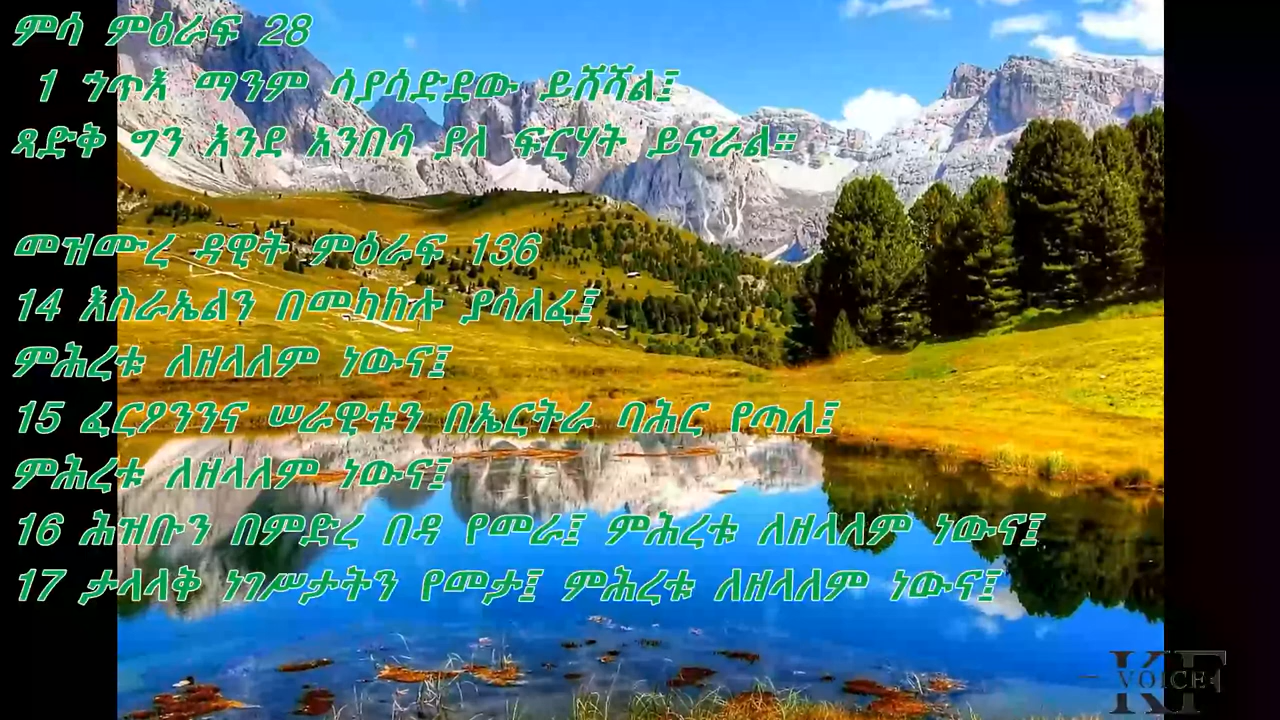 ምሳ ምዕራፍ 28
1 ኀጥእ ማንም ሳያሳድደው ይሸሻል፤
ጻድቅ ግን እንደ አንበሳ ያለ ፍርሃት ይኖራል።
መዝሙረ ዳዊት ምዕራፍ 136
14 እስራኤልን በመካከሉ ያሳለፈ፤
ምሕረቱ ለዘላለም ነውና፤
15 ፈርዖንንና ሠራዊቱን በኤርትራ ባሕር የጣለ፤
ምሕረቱ ለዘላለም ነውና፤
16 ሕዝቡን በምድረ በዳ የመራ፤ ምሕረቱ ለዘላለም ነውና፤
17 ታላላቅ ነገሥታትን የመታ፤ ምሕረቱ ለዘላለም ነውና፤
KF
VOICE